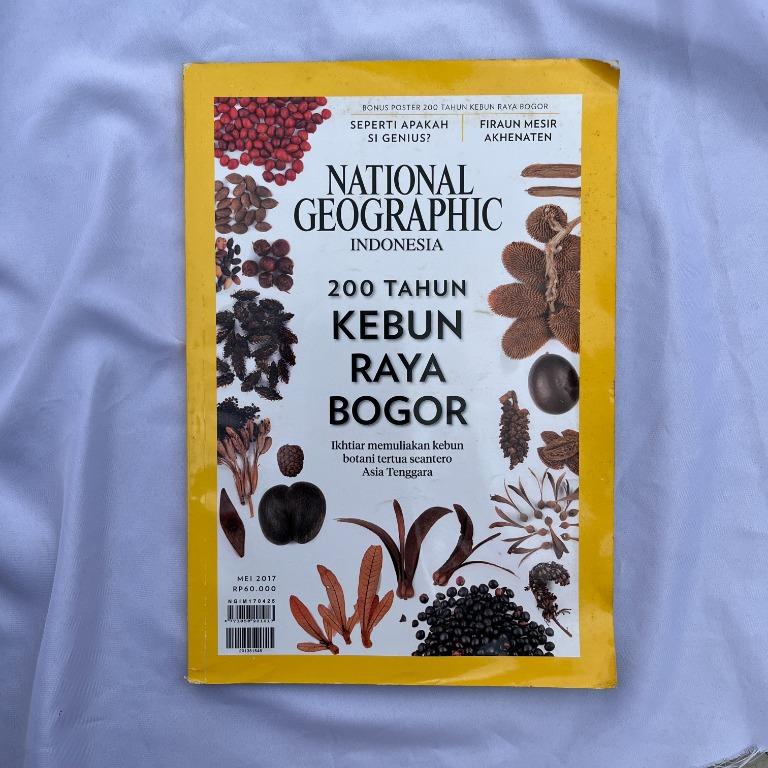 BONUS POSTER 200 TAHUN KEBUN RAYA BOGOR
SEPERTI APAKAH
SI GENIUS?
FIRAUN MESIR
AKHENATEN
NATIONAL
GEOGRAPHIC
INDONESIA
200 TAHUN
KEBUN
RAYA
BOGOR
Ikhtiar memuliakan kebun
botani tertua seantero
Asia Tenggara
MEI 2017
RP60.000
NGIM170426